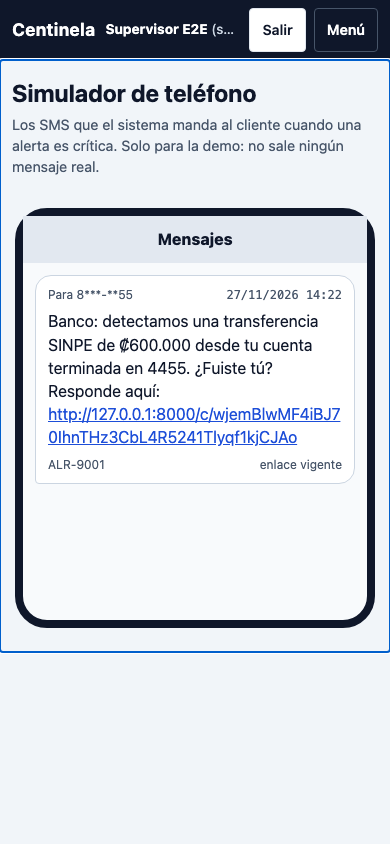 Centinela Supervisor E2E (s... Salir Menú
Simulador de teléfono
Los SMS que el sistema manda al cliente cuando una
alerta es crítica. Solo para la demo: no sale ningún
mensaje real.
Mensajes
Para 8***-**55 27/11/2026 14:22
Banco: detectamos una transferencia
SINPE de ₡600.000 desde tu cuenta
terminada en 4455. ¿Fuiste tú?
Responde aquí:
http://127.0.0.1:8000/c/wjemBlwMF4iBJ7
0IhnTHz3CbL4R5241Tlyqf1kjCJAo
ALR-9001 enlace vigente